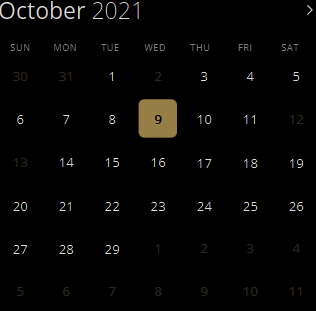 October 2021
SUN MON TUE WED THU FRI SAT
30 31 1 2 3 4 5
6 7 8 9 10 11 12
13 14 15 16 17 18 19
20 21 22 23 24 25 26
27 28 29 1 2 3 4
5 6 7 8 9 10 11